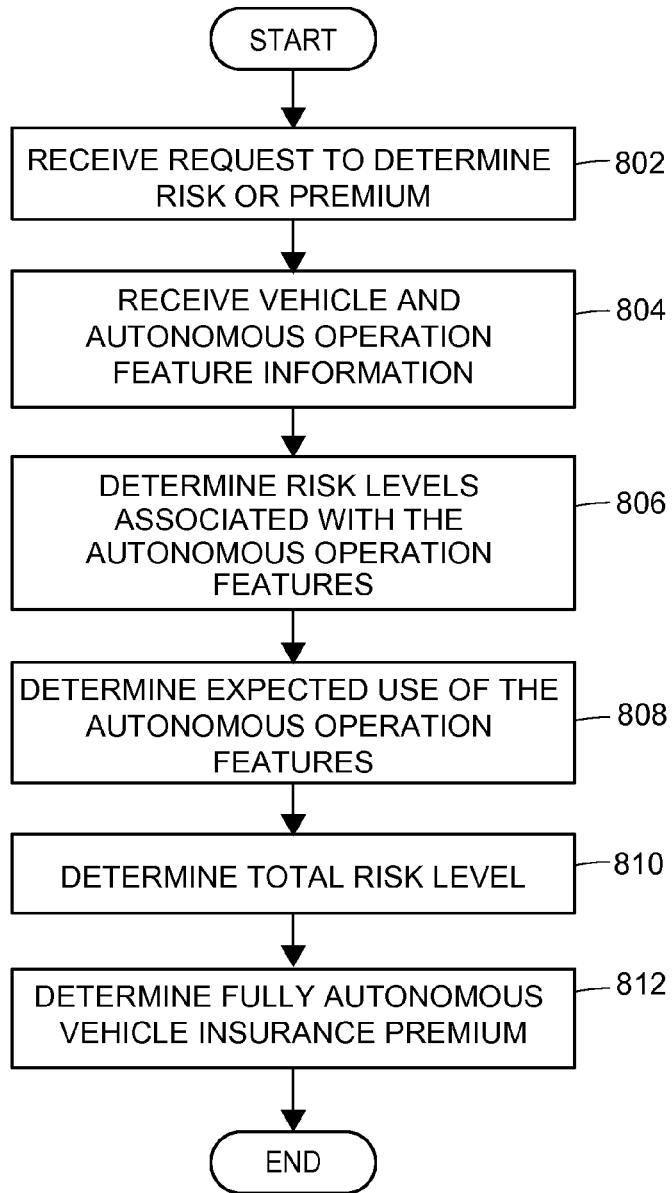 START
RECEIVE REQUEST TO DETERMINE
RISK OR PREMIUM
802
RECEIVE VEHICLE AND
AUTONOMOUS OPERATION
FEATURE INFORMATION
804
DETERMINE RISK LEVELS
ASSOCIATED WITH THE
AUTONOMOUS OPERATION
FEATURES
806
DETERMINE EXPECTED USE OF THE
AUTONOMOUS OPERATION
FEATURES
808
DETERMINE TOTAL RISK LEVEL
810
DETERMINE FULLY AUTONOMOUS
VEHICLE INSURANCE PREMIUM
812
END